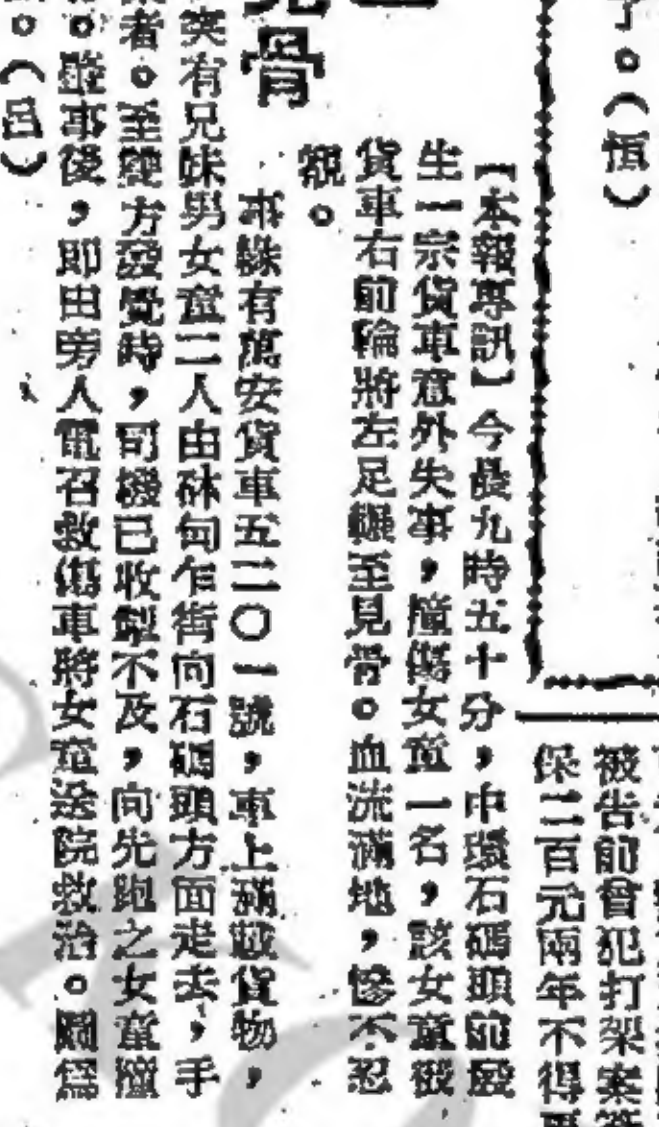 了。(恒)
被告前曾犯打架案
保二百元兩年不得再
【本報專訊】今晨九時五十分,中環石碼頭前發
生一宗貨車意外失事,撞傷女童一名,該女童被
貨車右前輪將左足輾至見骨。血流滿地,慘不忍
覩。
見骨
事緣有萬安貨車五二〇一號,車上滿載貨物,
突有兄妹男女童二人由砵甸乍街向石碼頭方面走去,手
者。至雙方發覺時,司機已收掣不及,向先跑之女童撞
。肇事後,即由旁人電召救傷車將女童送院救治。圖爲
。(呂)